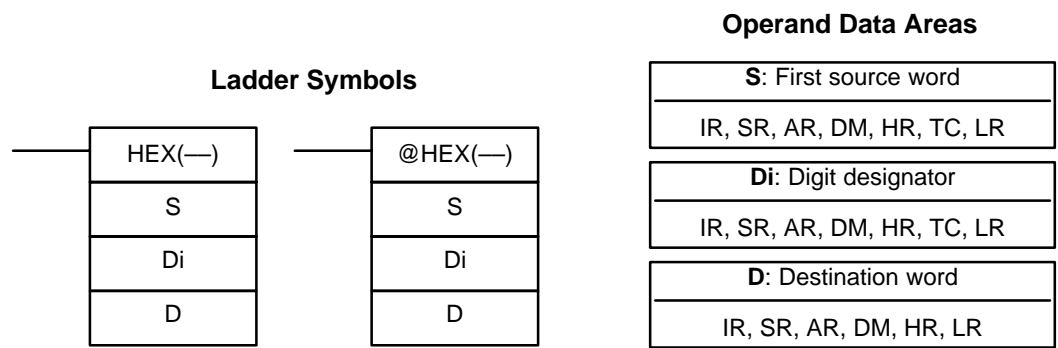 Ladder Symbols
HEX(––)
S
Di
D
@HEX(––)
S
Di
D
Operand Data Areas
S: First source word
IR, SR, AR, DM, HR, TC, LR
Di: Digit designator
IR, SR, AR, DM, HR, TC, LR
D: Destination word
IR, SR, AR, DM, HR, LR